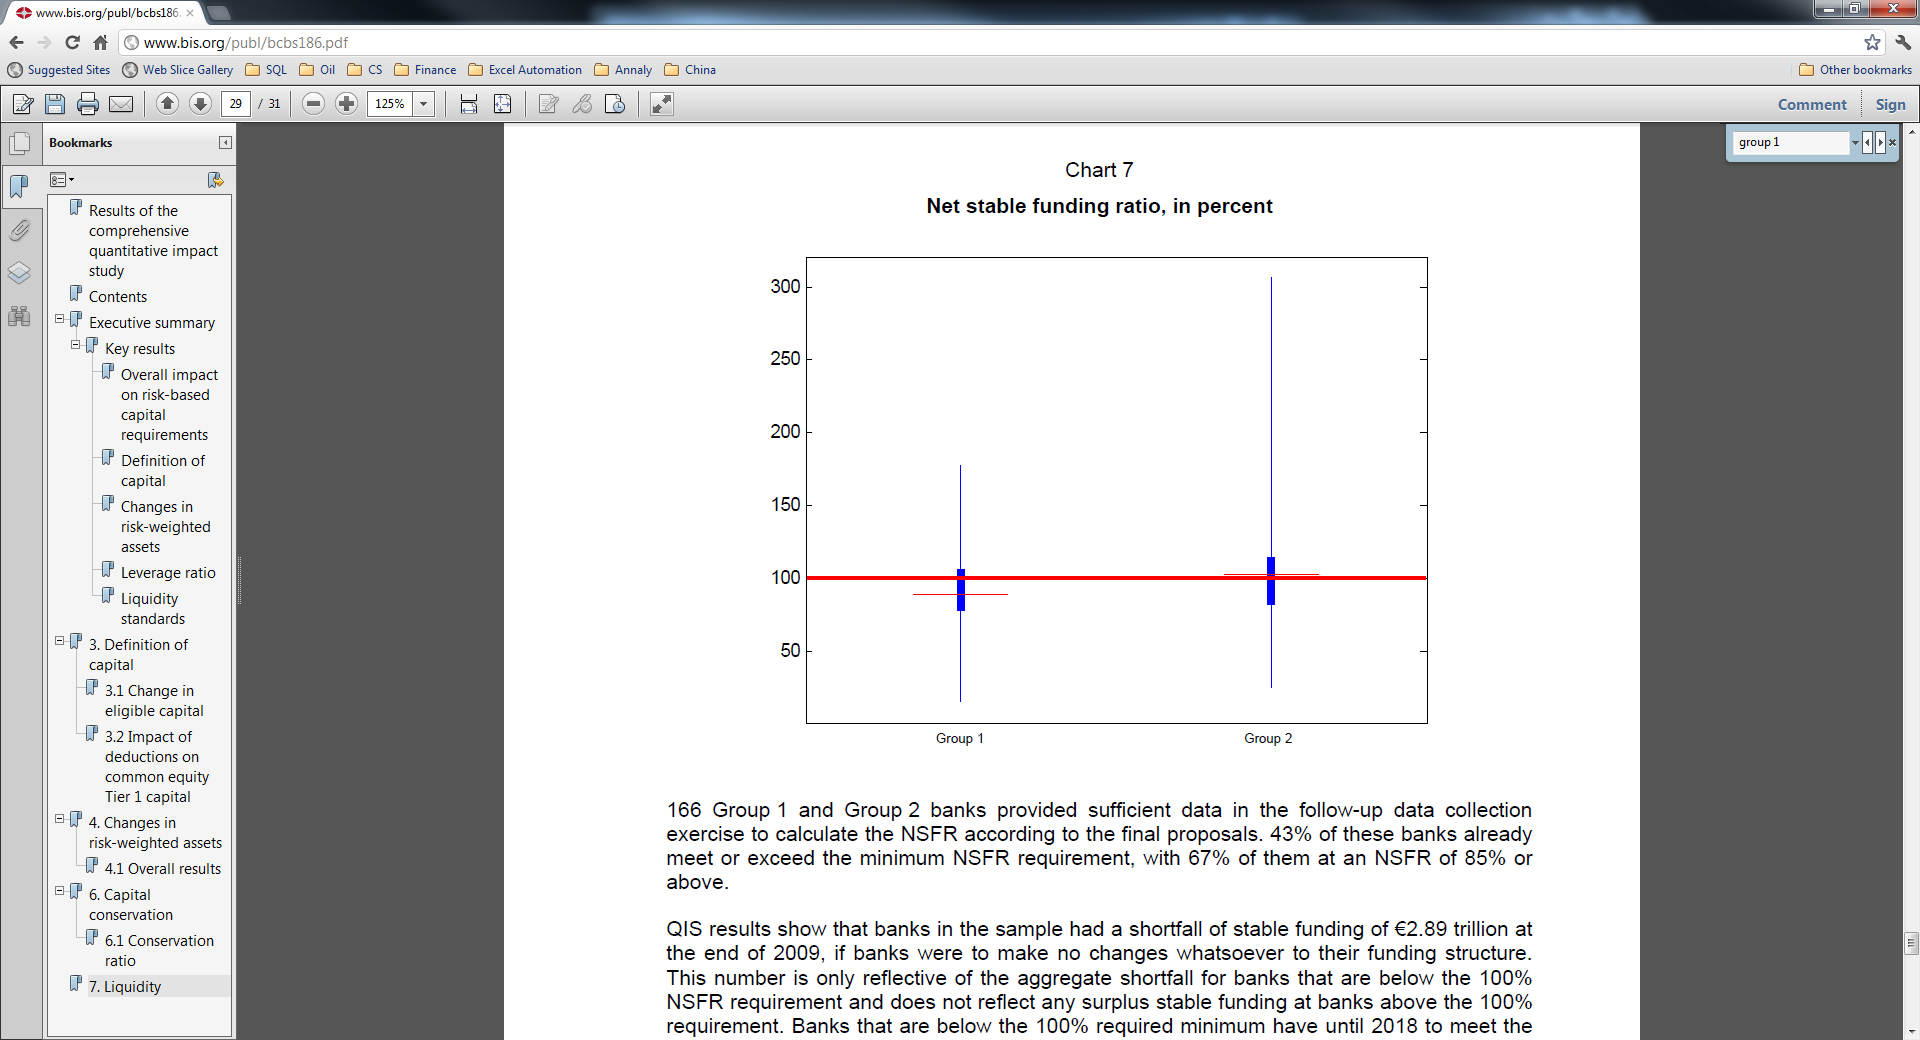 www.bis.org/publ/bcbs186.
www.bis.org/publ/bcbs186.pdf
Suggested Sites Web Slice Gallery SQL Oil CS Finance Excel Automation Annaly China Other bookmarks
29 / 31 125% Comment Sign
Bookmarks
group 1
Results of the
comprehensive
quantitative impact
study
Contents
Executive summary
Key results
Overall impact
on risk-based
capital
requirements
Definition of
capital
Changes in
risk-weighted
assets
Leverage ratio
Liquidity
standards
3. Definition of
capital
3.1 Change in
eligible capital
3.2 Impact of
deductions on
common equity
Tier 1 capital
4. Changes in
risk-weighted assets
4.1 Overall results
6. Capital
conservation
6.1 Conservation
ratio
7. Liquidity
Chart 7
Net stable funding ratio, in percent
300
250
200
150
100
50
Group 1 Group 2
166 Group 1 and Group 2 banks provided sufficient data in the follow-up data collection
exercise to calculate the NSFR according to the final proposals. 43% of these banks already
meet or exceed the minimum NSFR requirement, with 67% of them at an NSFR of 85% or
above.
QIS results show that banks in the sample had a shortfall of stable funding of €2.89 trillion at
the end of 2009, if banks were to make no changes whatsoever to their funding structure.
This number is only reflective of the aggregate shortfall for banks that are below the 100%
NSFR requirement and does not reflect any surplus stable funding at banks above the 100%
requirement. Banks that are below the 100% required minimum have until 2018 to meet the